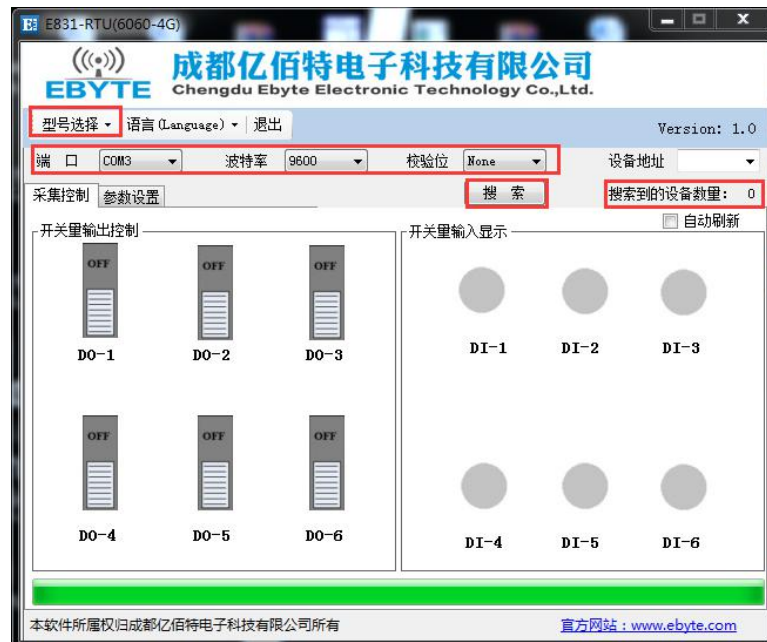 E831-RTU(6060-4G)
EBYTE
成都亿佰特电子科技有限公司
Chengdu Ebyte Electronic Technology Co.,Ltd.
型号选择 语言(Language) 退出
Version: 1.0
端 口 COM3 波特率 9600 校验位 None 设备地址
采集控制 参数设置 搜 索 搜索到的设备数量: 0
自动刷新
开关量输出控制
OFF OFF OFF
DO-1 DO-2 DO-3
OFF OFF OFF
DO-4 DO-5 DO-6
开关量输入显示
DI-1 DI-2 DI-3
DI-4 DI-5 DI-6
本软件所属权归成都亿佰特电子科技有限公司所有 官方网站：www.ebyte.com